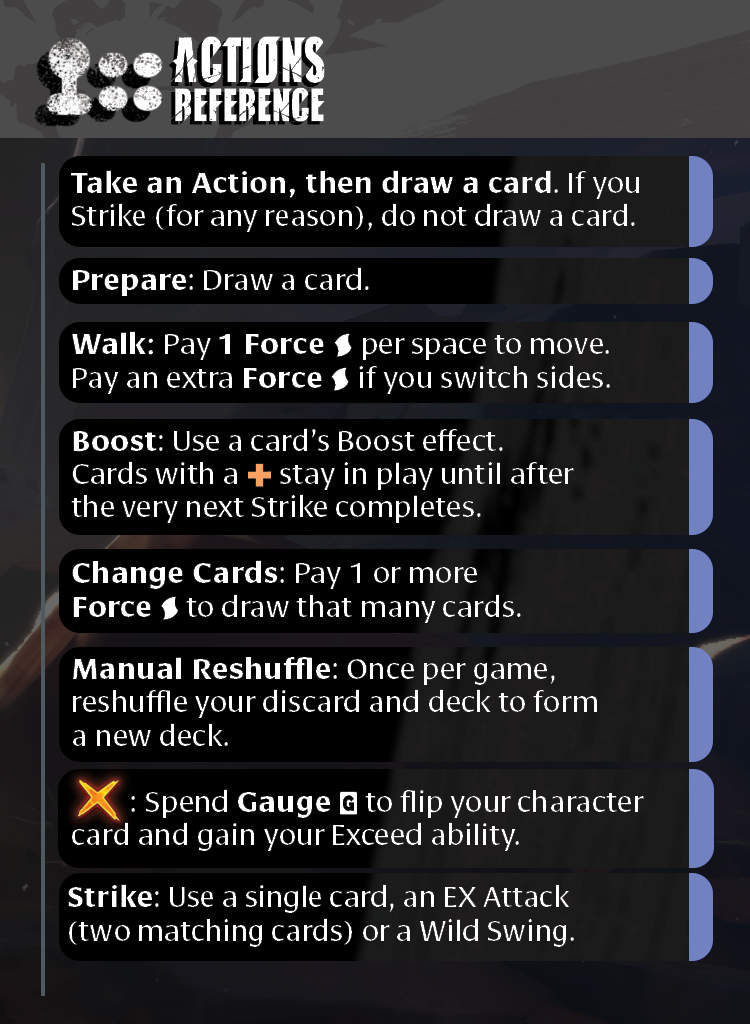 ACTIONS
REFERENCE
Take an Action, then draw a card. If you
Strike (for any reason), do not draw a card.
Prepare: Draw a card.
Walk: Pay 1 Force per space to move.
Pay an extra Force if you switch sides.
Boost: Use a card’s Boost effect.
Cards with a + stay in play until after
the very next Strike completes.
Change Cards: Pay 1 or more
Force to draw that many cards.
Manual Reshuffle: Once per game,
reshuffle your discard and deck to form
a new deck.
: Spend Gauge G to flip your character
card and gain your Exceed ability.
Strike: Use a single card, an EX Attack
(two matching cards) or a Wild Swing.